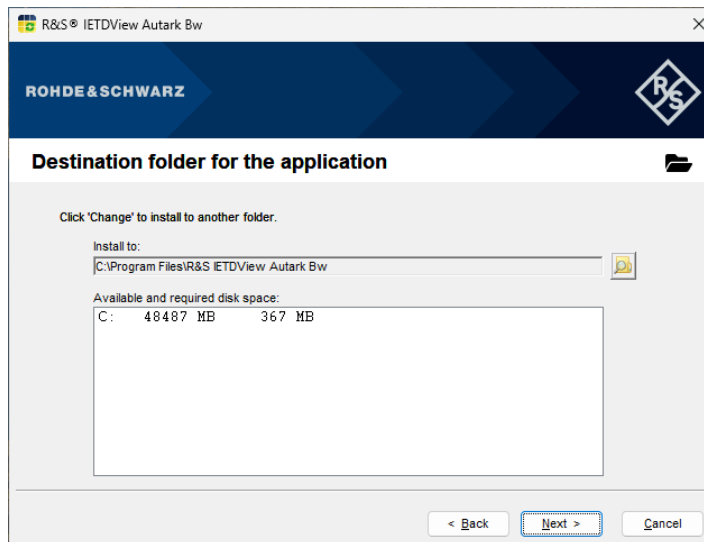 R&S® IETDView Autark Bw
ROHDE&SCHWARZ
R&S
Destination folder for the application
Click 'Change' to install to another folder.
Install to:
C:\Program Files\R&S IETDView Autark Bw
Available and required disk space:
C: 48487 MB 367 MB
< Back Next > Cancel